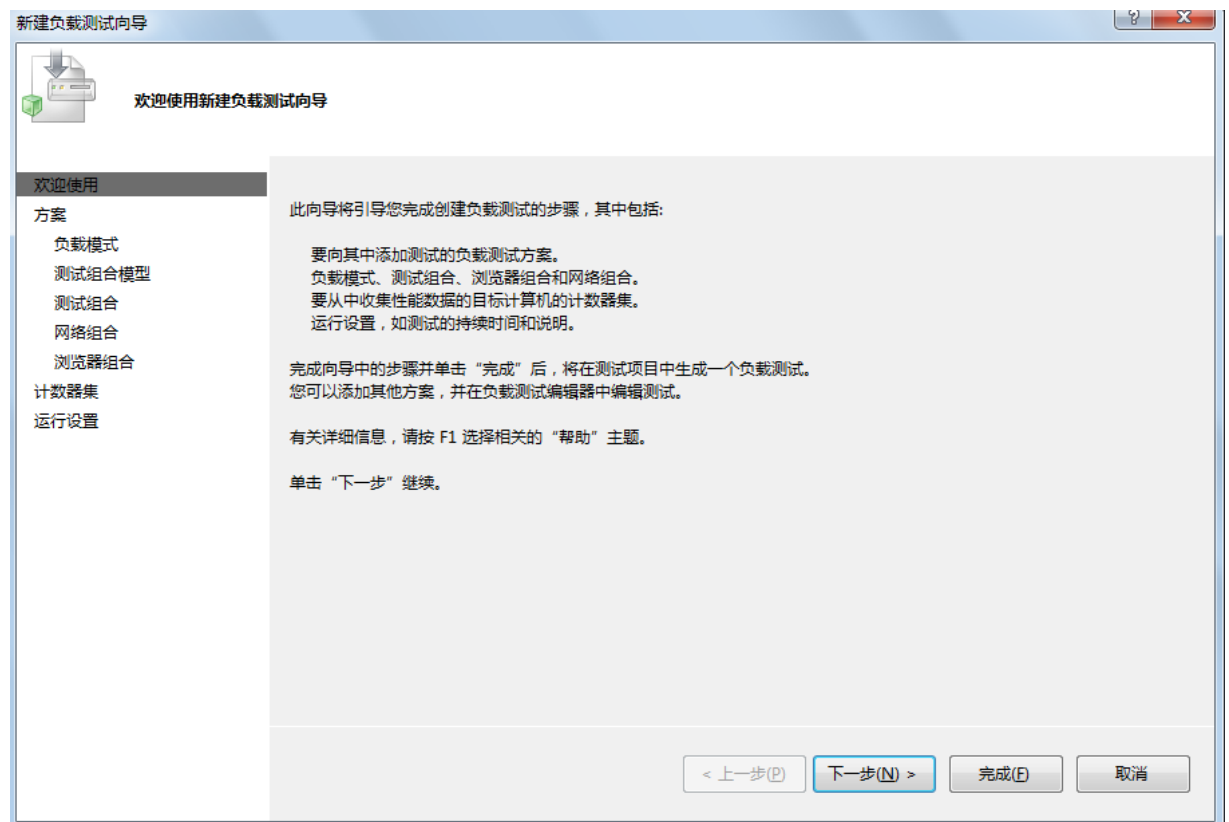 新建负载测试向导
?
X
欢迎使用新建负载测试向导
欢迎使用
方案
负载模式
测试组合模型
测试组合
网络组合
浏览器组合
计数器集
运行设置
此向导将引导您完成创建负载测试的步骤，其中包括:
要向其中添加测试的负载测试方案。
负载模式、测试组合、浏览器组合和网络组合。
要从中收集性能数据的目标计算机的计数器集。
运行设置，如测试的持续时间和说明。
完成向导中的步骤并单击“完成”后，将在测试项目中生成一个负载测试。
您可以添加其他方案，并在负载测试编辑器中编辑测试。
有关详细信息，请按 F1 选择相关的“帮助”主题。
单击“下一步”继续。
< 上一步(P) 下一步(N) > 完成(F) 取消